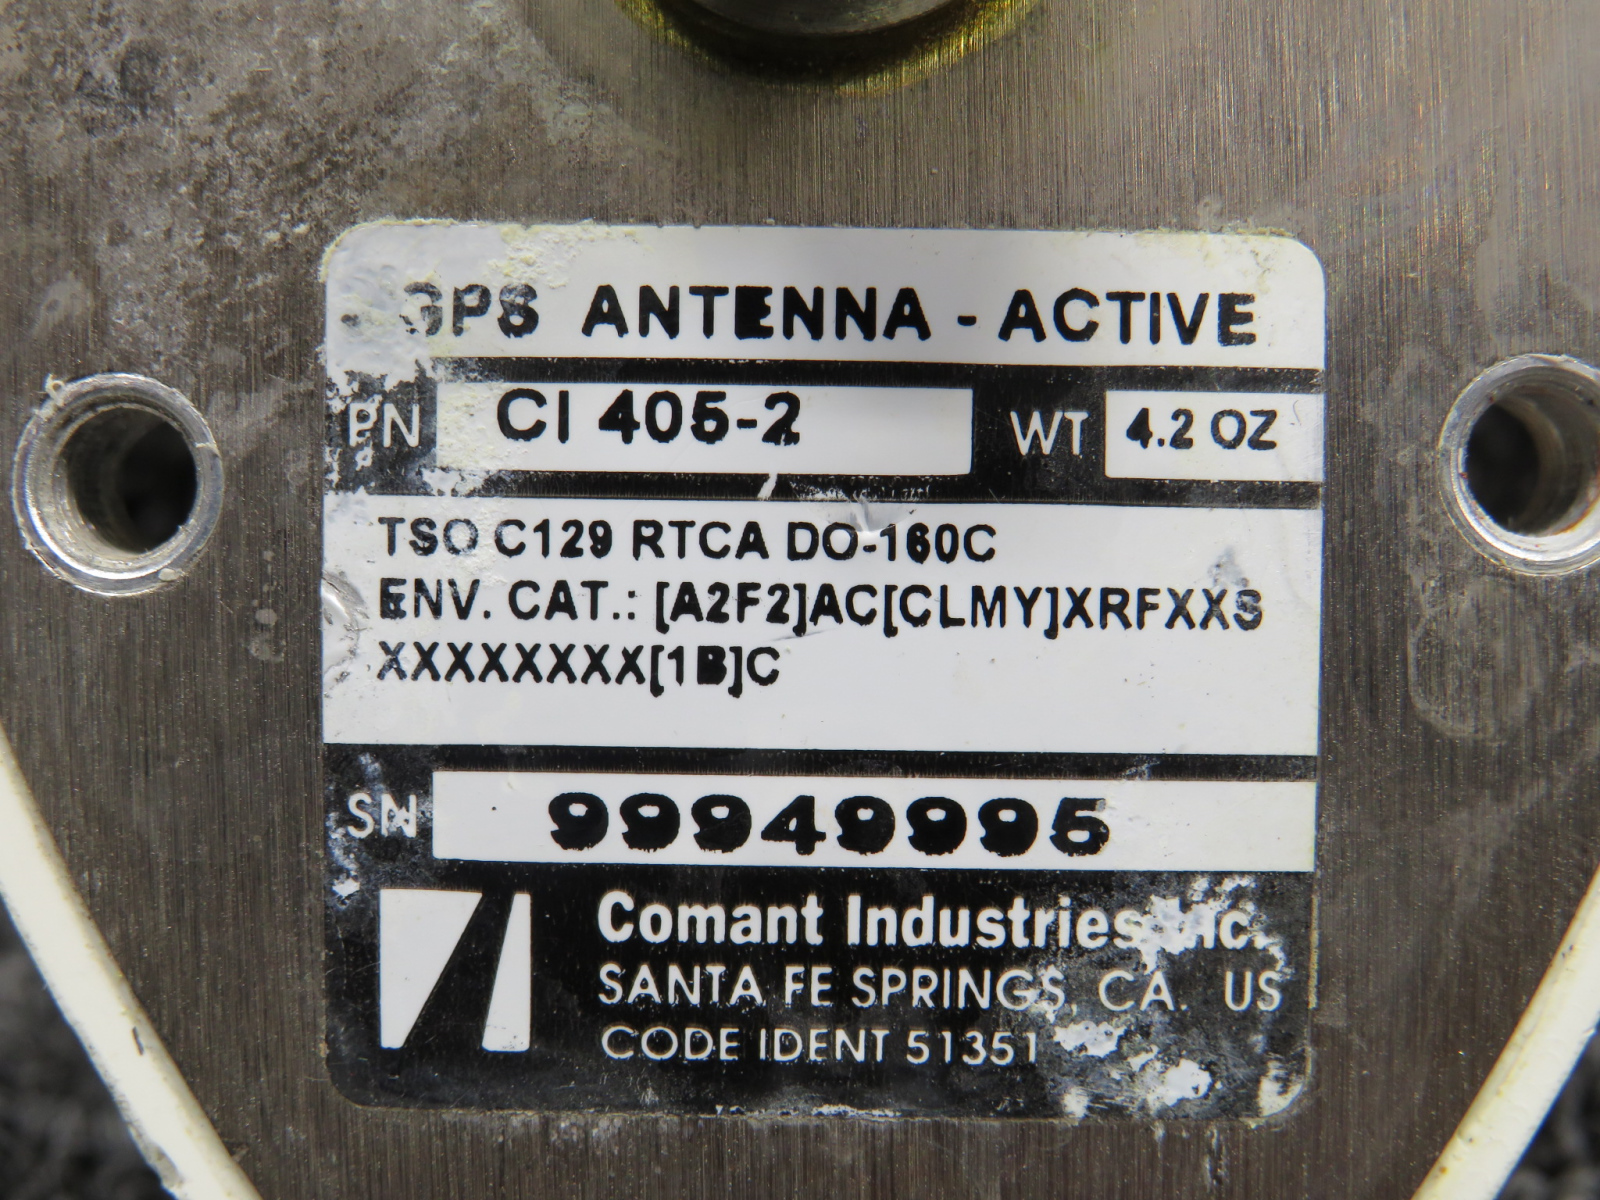 GPS ANTENNA - ACTIVE
PN CI 405-2 WT 4.2 OZ
TSO C129 RTCA DO-160C
ENV. CAT.: [A2F2]AC[CLMY]XRFXXS
XXXXXXXX[1B]C
SN 99949995
Comant Industries Inc.
SANTA FE SPRINGS, CA. US
CODE IDENT 51351